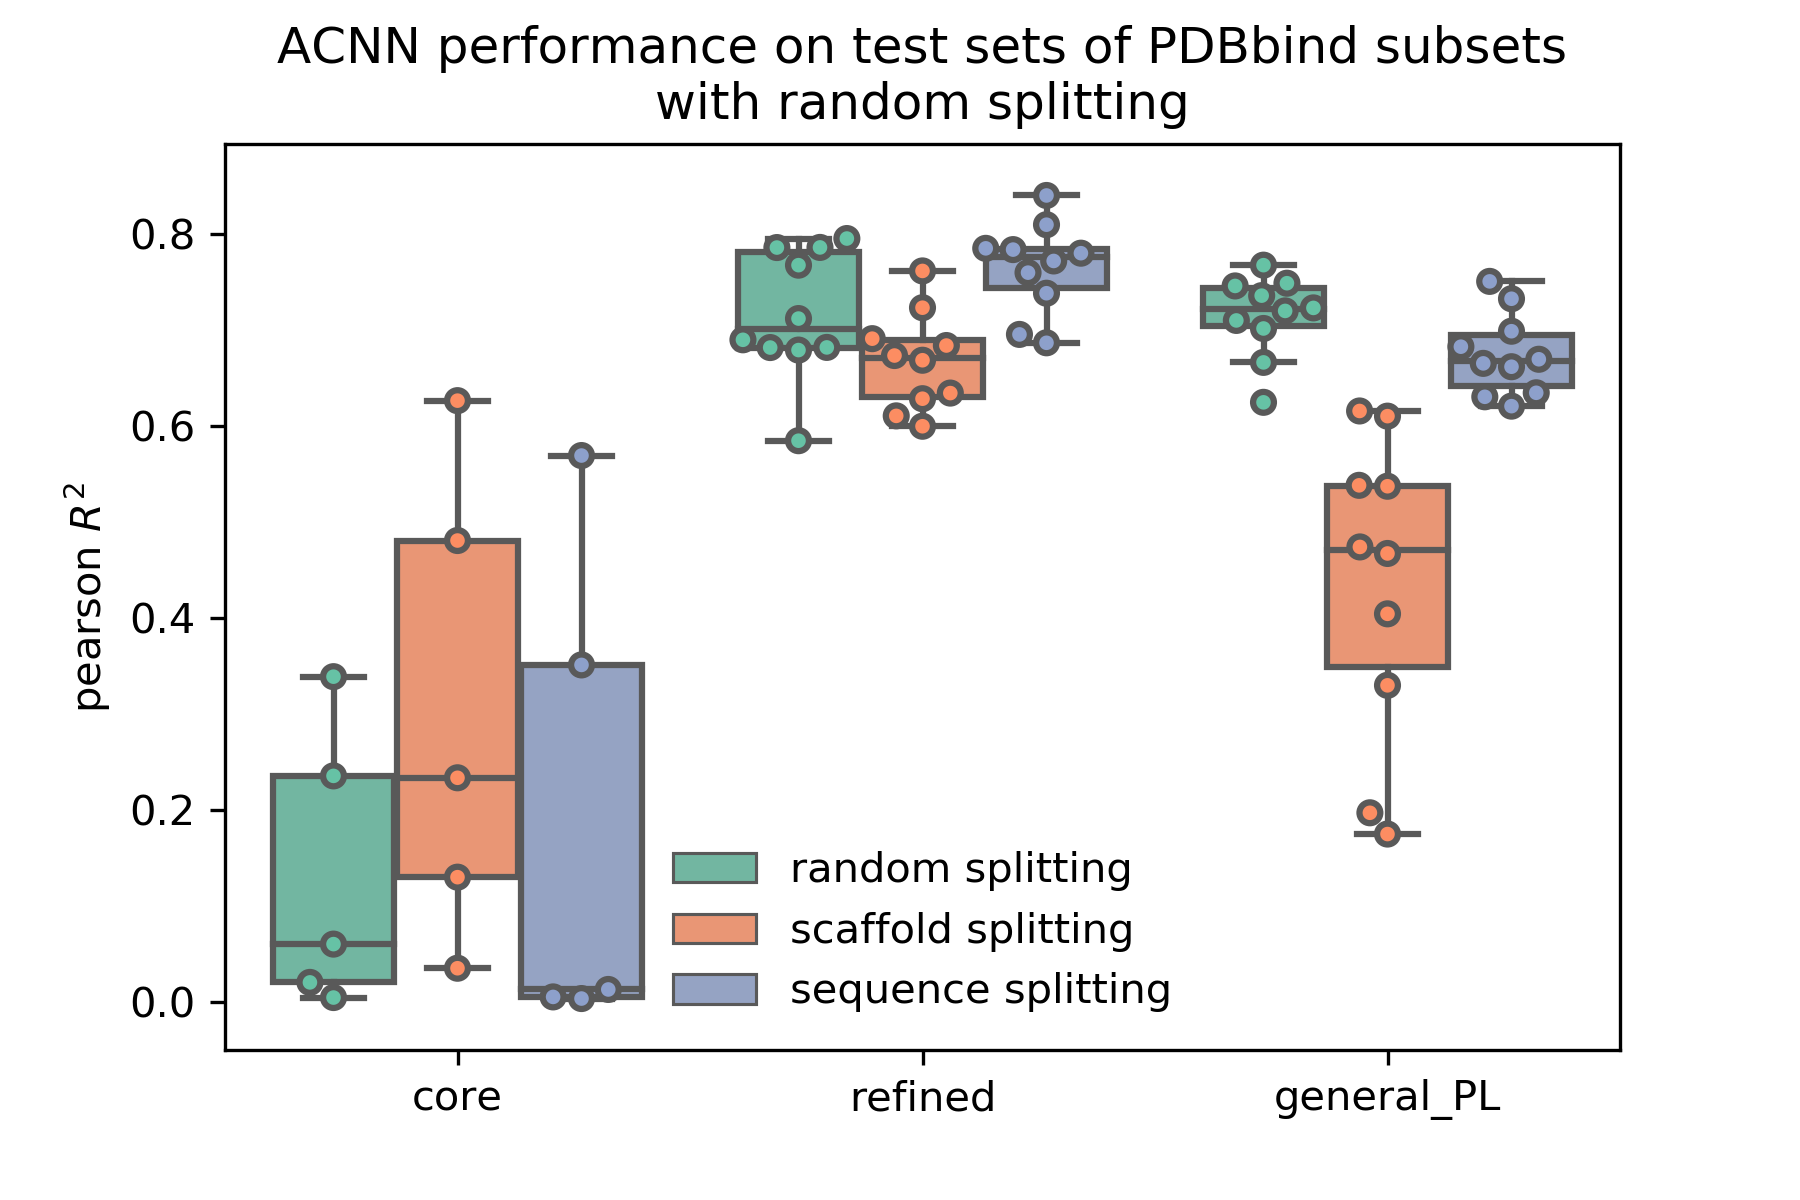 ACNN performance on test sets of PDBbind subsets
with random splitting
pearson R²
0.8
0.6
0.4
0.2
0.0
random splitting
scaffold splitting
sequence splitting
core
refined
general_PL